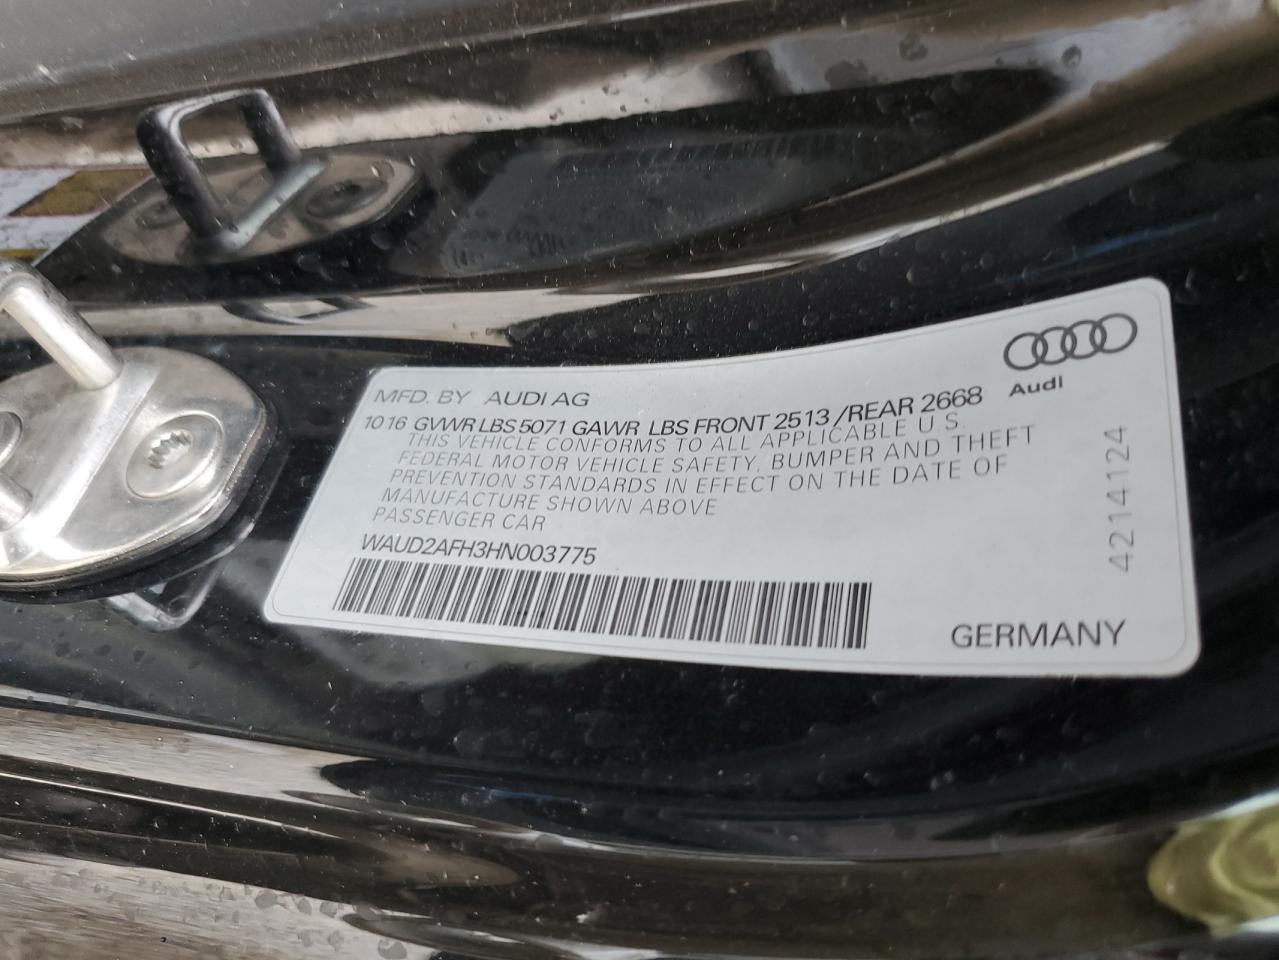 Audi
MFD. BY AUDI AG
10 16 GVWR LBS 5071 GAWR LBS FRONT 2513 / REAR 2668
THIS VEHICLE CONFORMS TO ALL APPLICABLE U.S.
FEDERAL MOTOR VEHICLE SAFETY, BUMPER AND THEFT
PREVENTION STANDARDS IN EFFECT ON THE DATE OF
MANUFACTURE SHOWN ABOVE
PASSENGER CAR
WAUD2AFH3HN003775
4214124
GERMANY